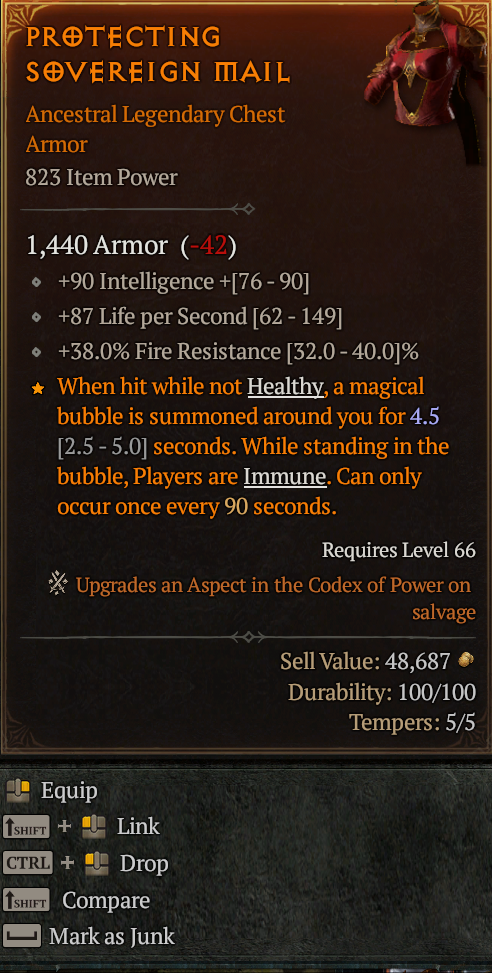 PROTECTING
SOVEREIGN MAIL
Ancestral Legendary Chest
Armor
823 Item Power
1,440 Armor (-42)
+90 Intelligence +[76 - 90]
+87 Life per Second [62 - 149]
+38.0% Fire Resistance [32.0 - 40.0]%
When hit while not Healthy, a magical
bubble is summoned around you for 4.5
[2.5 - 5.0] seconds. While standing in the
bubble, Players are Immune. Can only
occur once every 90 seconds.
Requires Level 66
Upgrades an Aspect in the Codex of Power on
salvage
Sell Value: 48,687
Durability: 100/100
Tempers: 5/5
Equip
SHIFT + Link
CTRL + Drop
SHIFT Compare
Mark as Junk